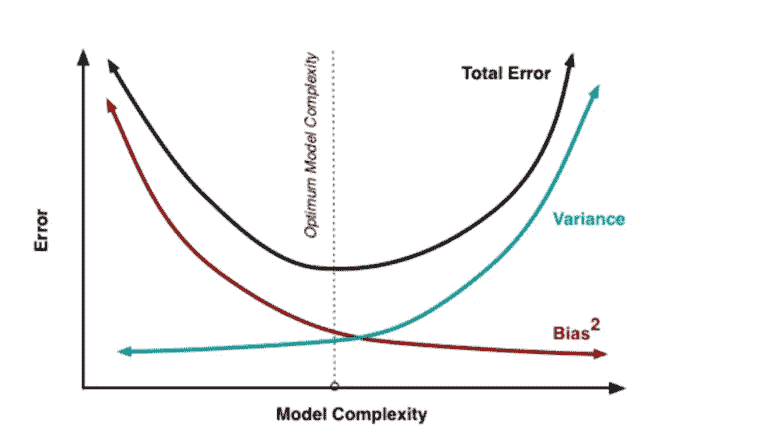 Total Error
Optimum Model Complexity
Variance
Error
Bias²
Model Complexity